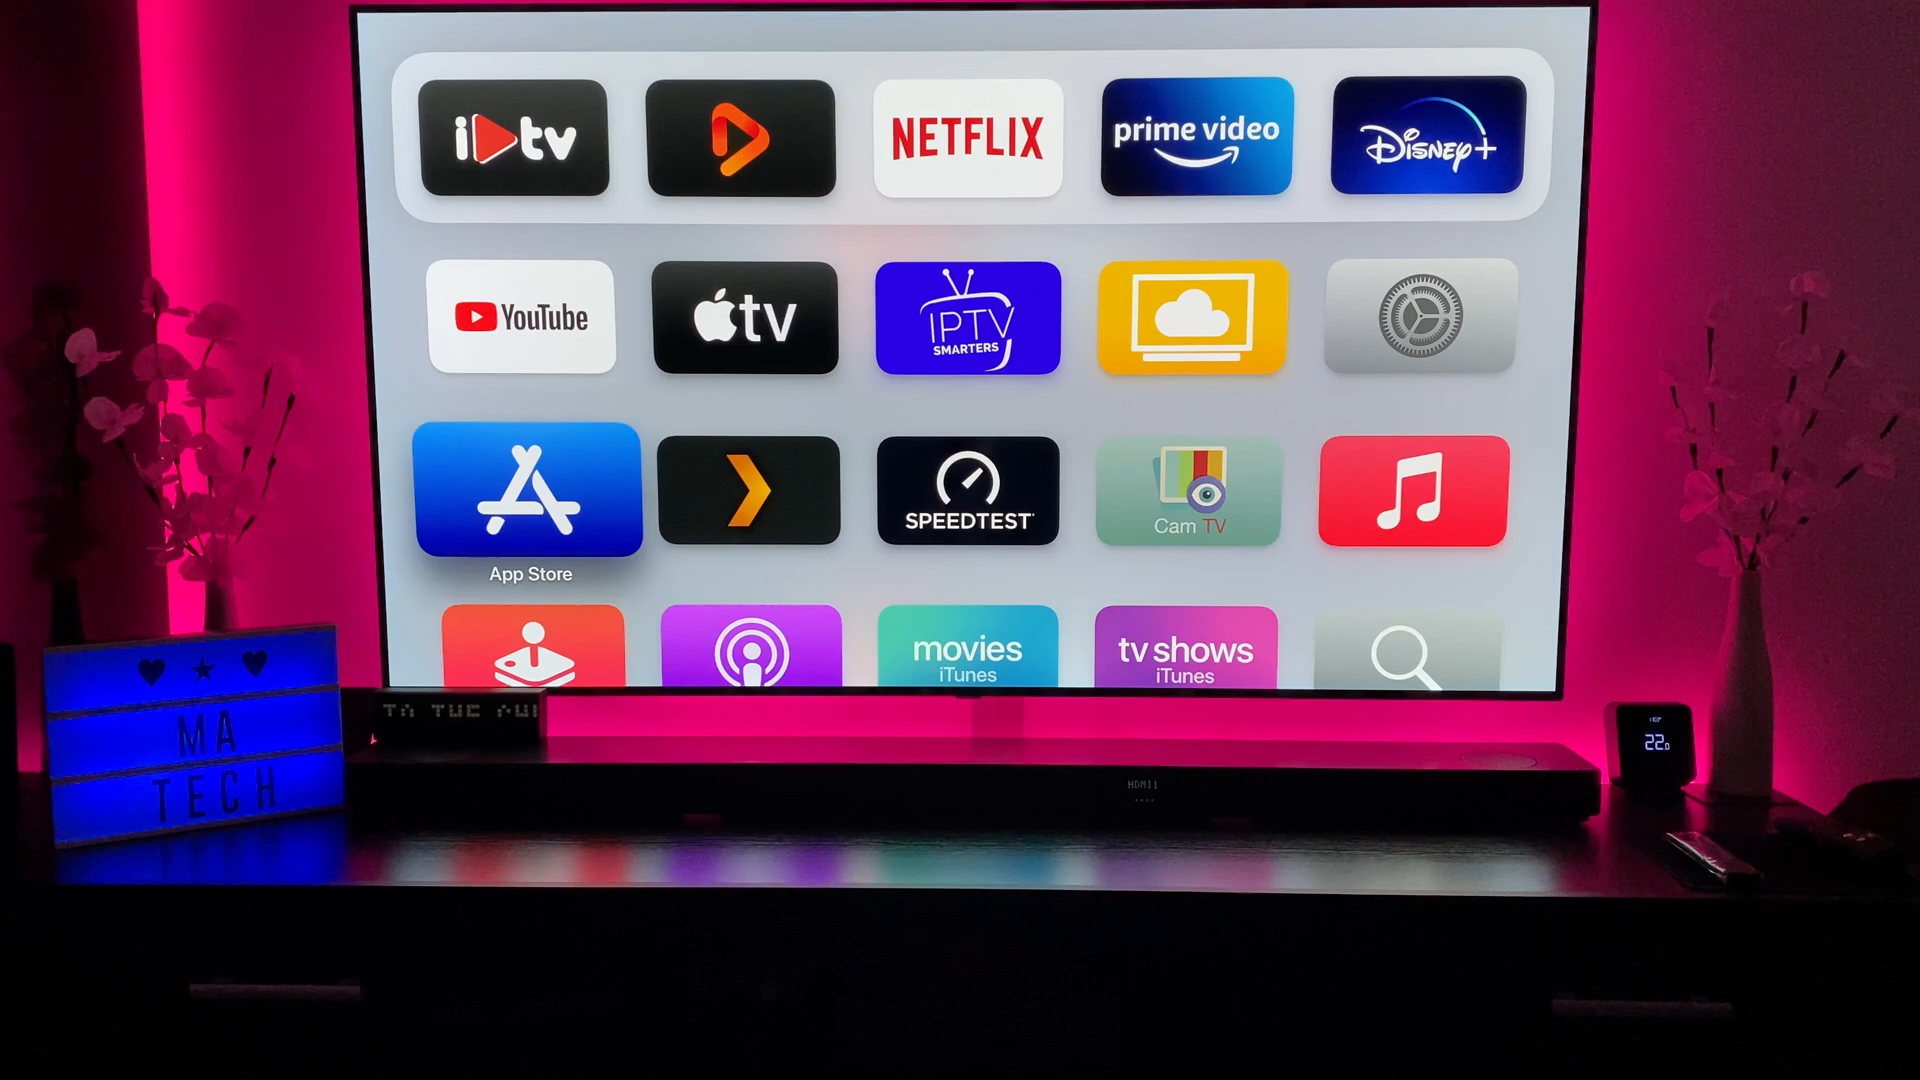 itv
NETFLIX
prime video
Disney+
YouTube
tv
IPTV
SMARTERS
App Store
SPEEDTEST
Cam TV
movies
iTunes
tv shows
iTunes
MA
TECH
HDMI1
22